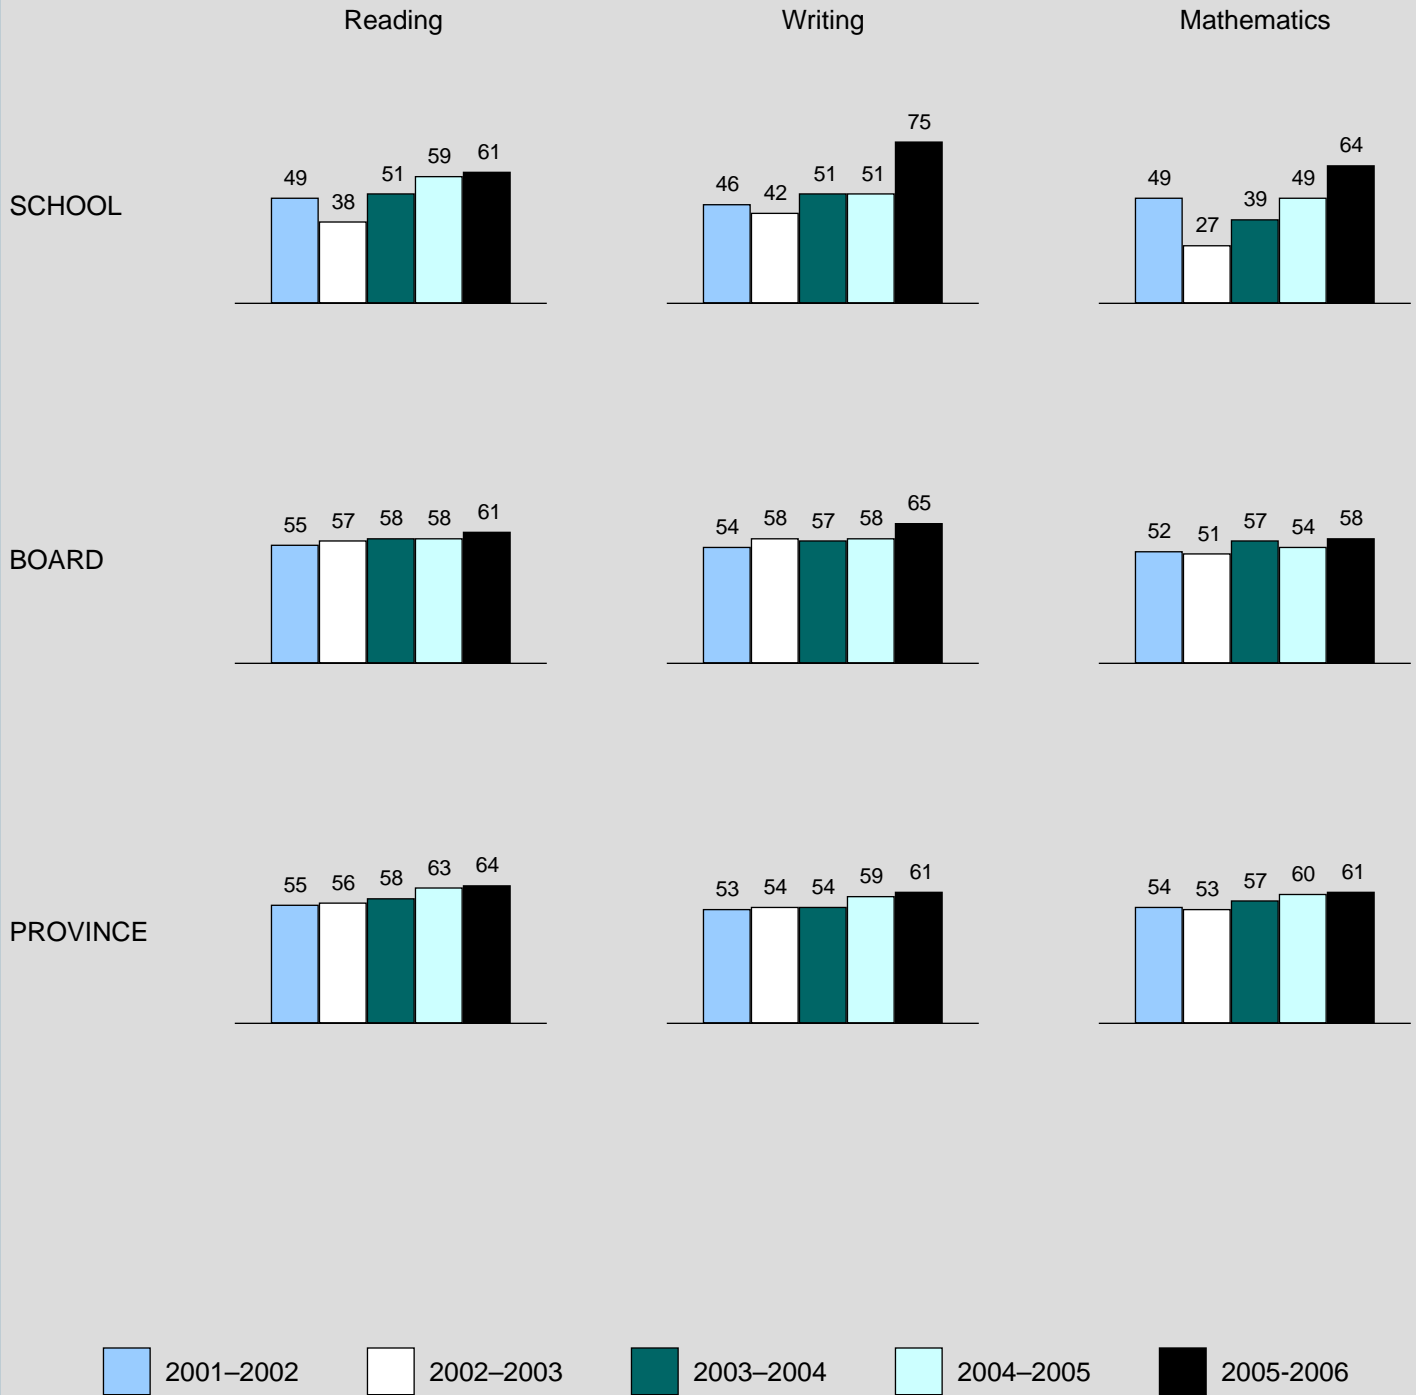 Reading Writing Mathematics
SCHOOL
49 38 51 59 61
46 42 51 51 75
49 27 39 49 64
BOARD
55 57 58 58 61
54 58 57 58 65
52 51 57 54 58
PROVINCE
55 56 58 63 64
53 54 54 59 61
54 53 57 60 61
2001–2002 2002–2003 2003–2004 2004–2005 2005-2006